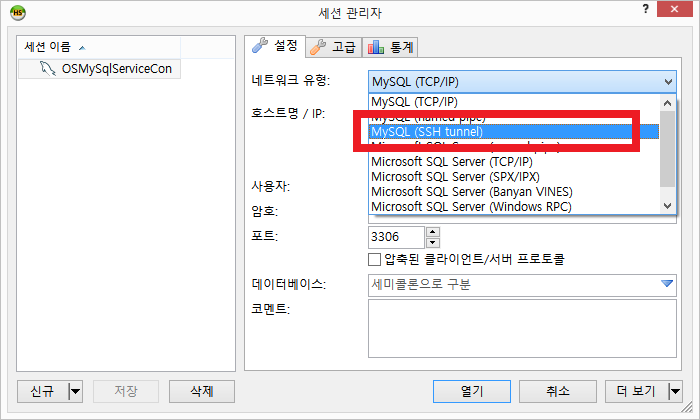 HS
세션 관리자
?
세션 이름
OSMySqlServiceCon
설정
고급
통계
네트워크 유형:
MySQL (TCP/IP)
MySQL (TCP/IP)
MySQL (named pipe)
MySQL (SSH tunnel)
Microsoft SQL Server (named pipe)
Microsoft SQL Server (TCP/IP)
Microsoft SQL Server (SPX/IPX)
Microsoft SQL Server (Banyan VINES)
Microsoft SQL Server (Windows RPC)
호스트명 / IP:
사용자:
암호:
포트:
3306
압축된 클라이언트/서버 프로토콜
데이터베이스:
세미콜론으로 구분
코멘트:
신규
저장
삭제
열기
취소
더 보기